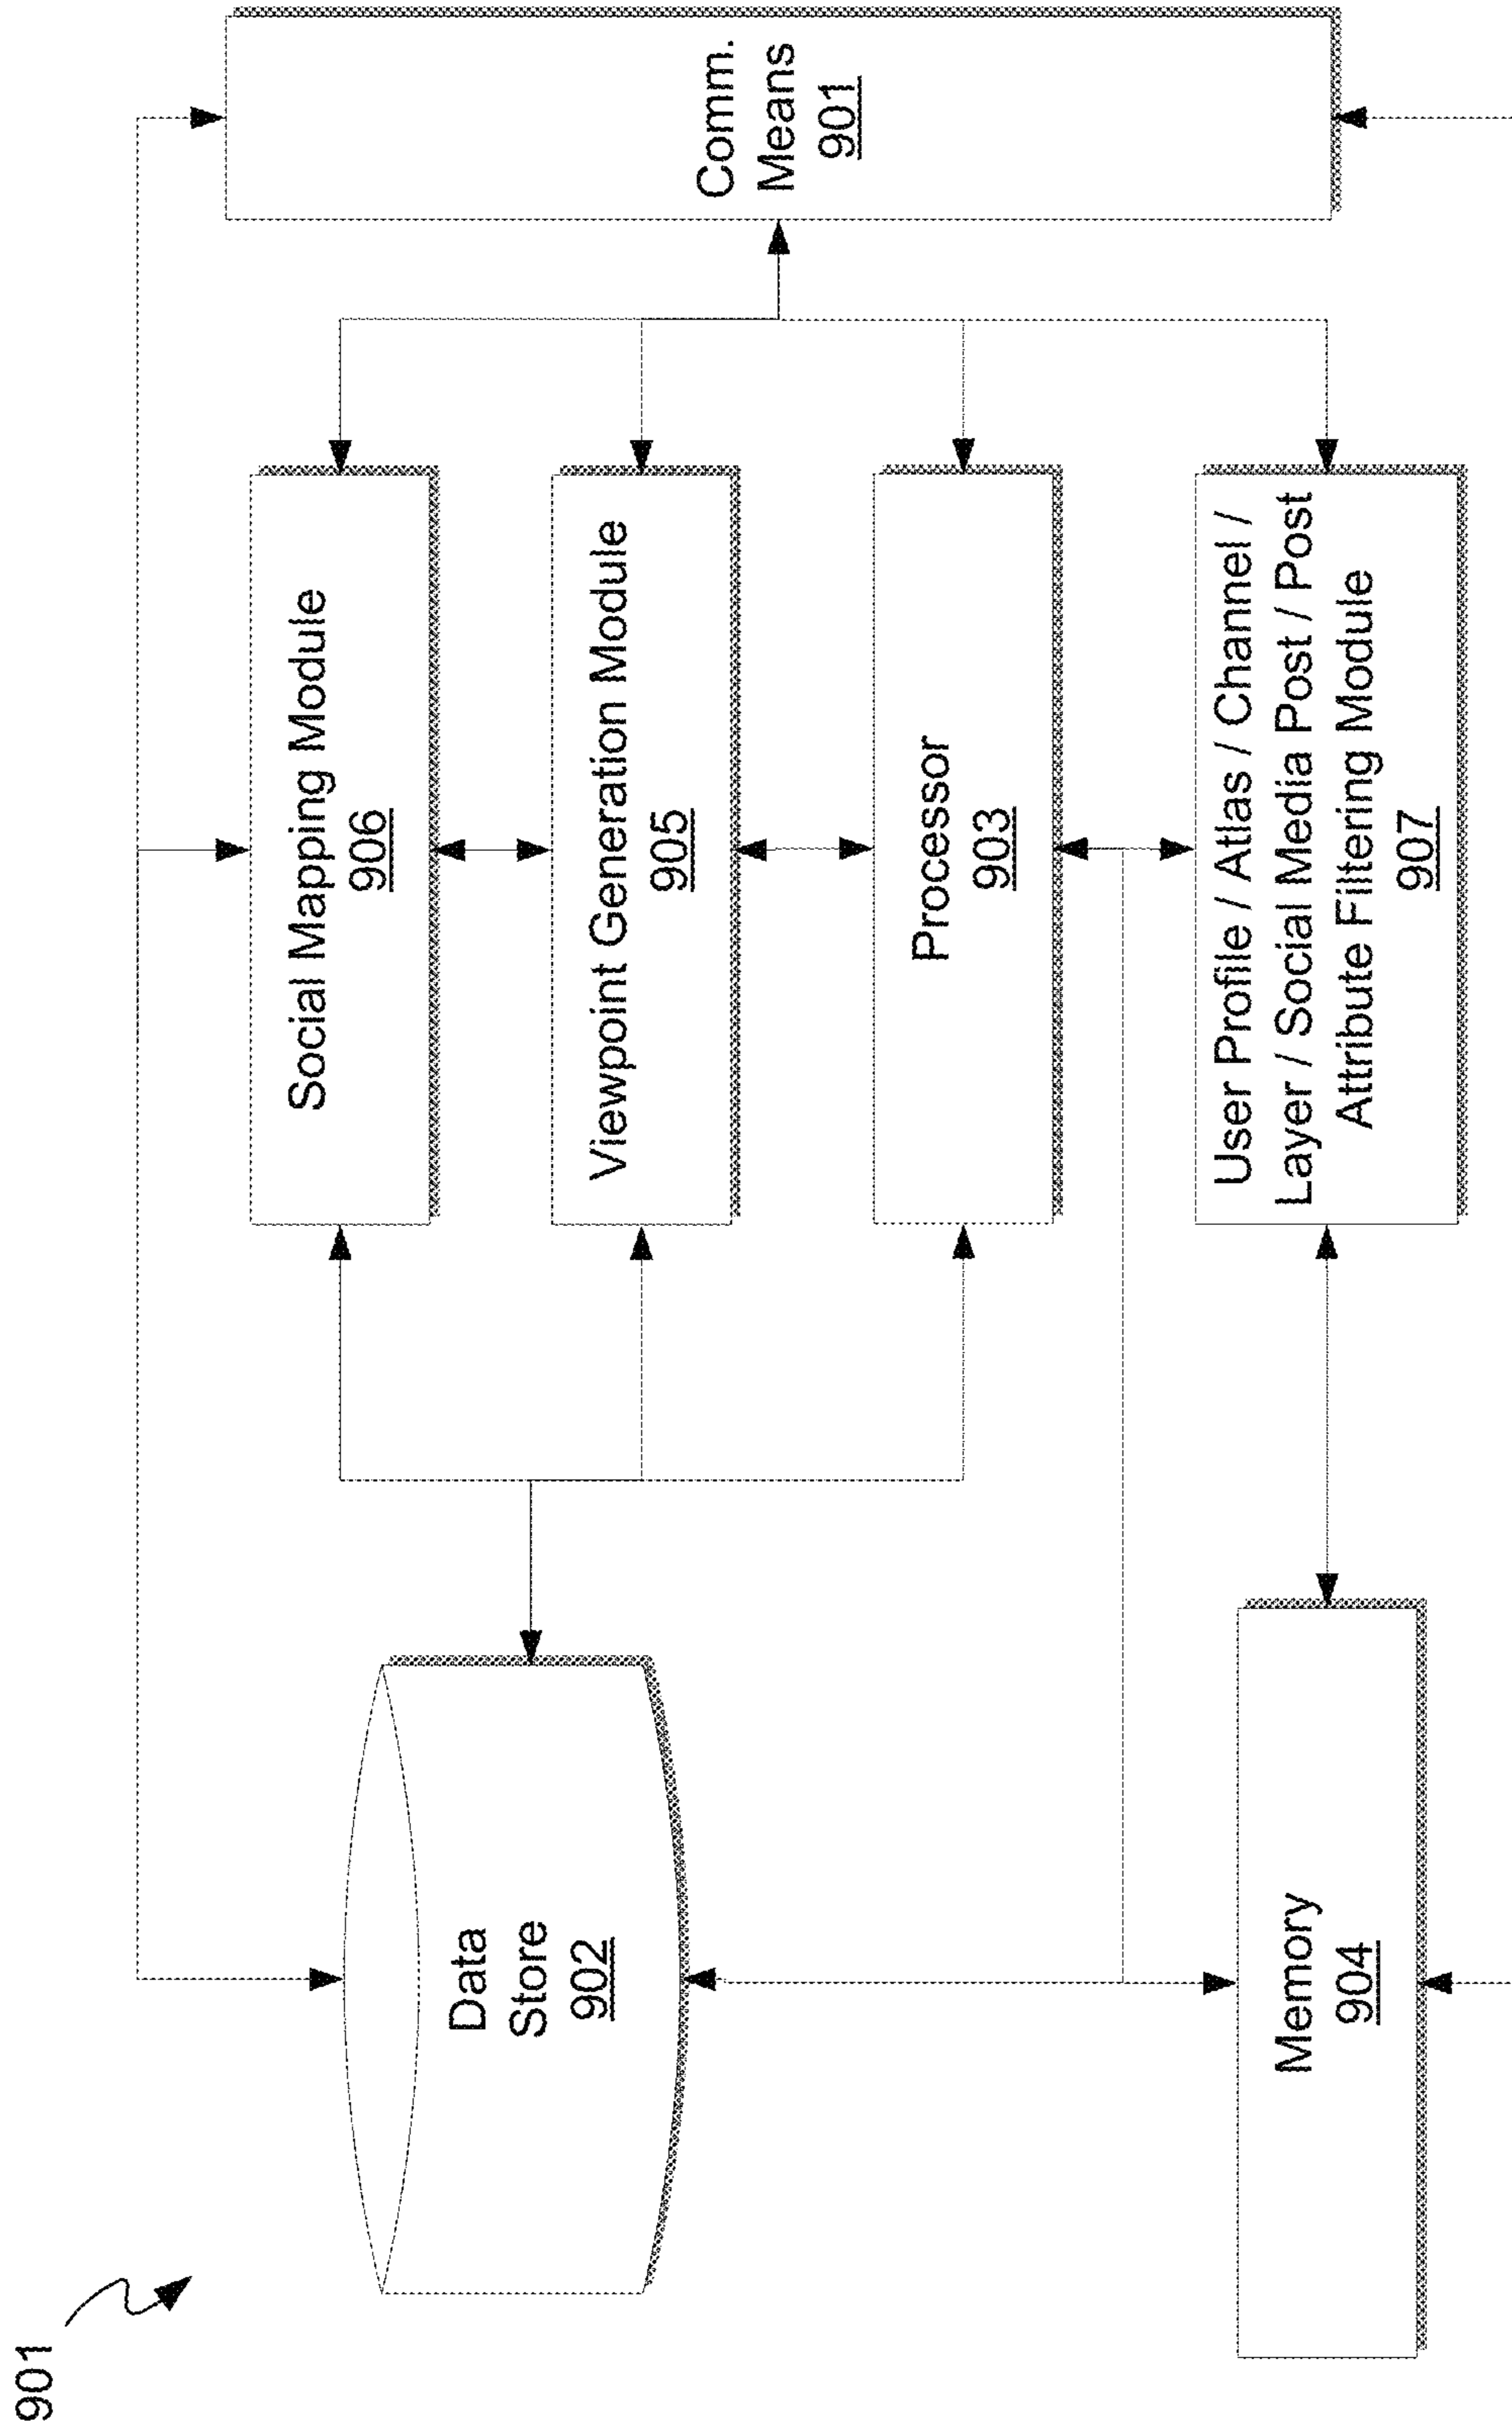 901
Data
Store
902
Memory
904
Social Mapping Module
906
Viewpoint Generation Module
905
Processor
903
User Profile / Atlas / Channel /
Layer / Social Media Post / Post
Attribute Filtering Module
907
Comm.
Means
901